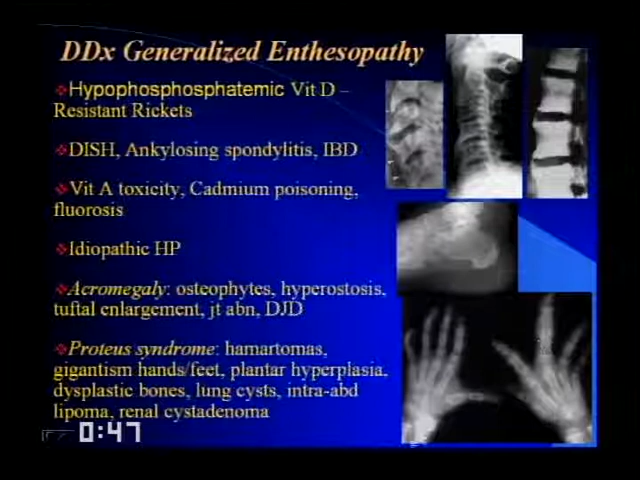 DDx Generalized Enthesopathy
Hypophosphosphatemic Vit D –
Resistant Rickets
DISH, Ankylosing spondylitis, IBD
Vit A toxicity, Cadmium poisoning,
fluorosis
Idiopathic HP
Acromegaly: osteophytes, hyperostosis,
tuftal enlargement, jt abn, DJD
Proteus syndrome: hamartomas,
gigantism hands/feet, plantar hyperplasia,
dysplastic bones, lung cysts, intra-abd
lipoma, renal cystadenoma
0:47